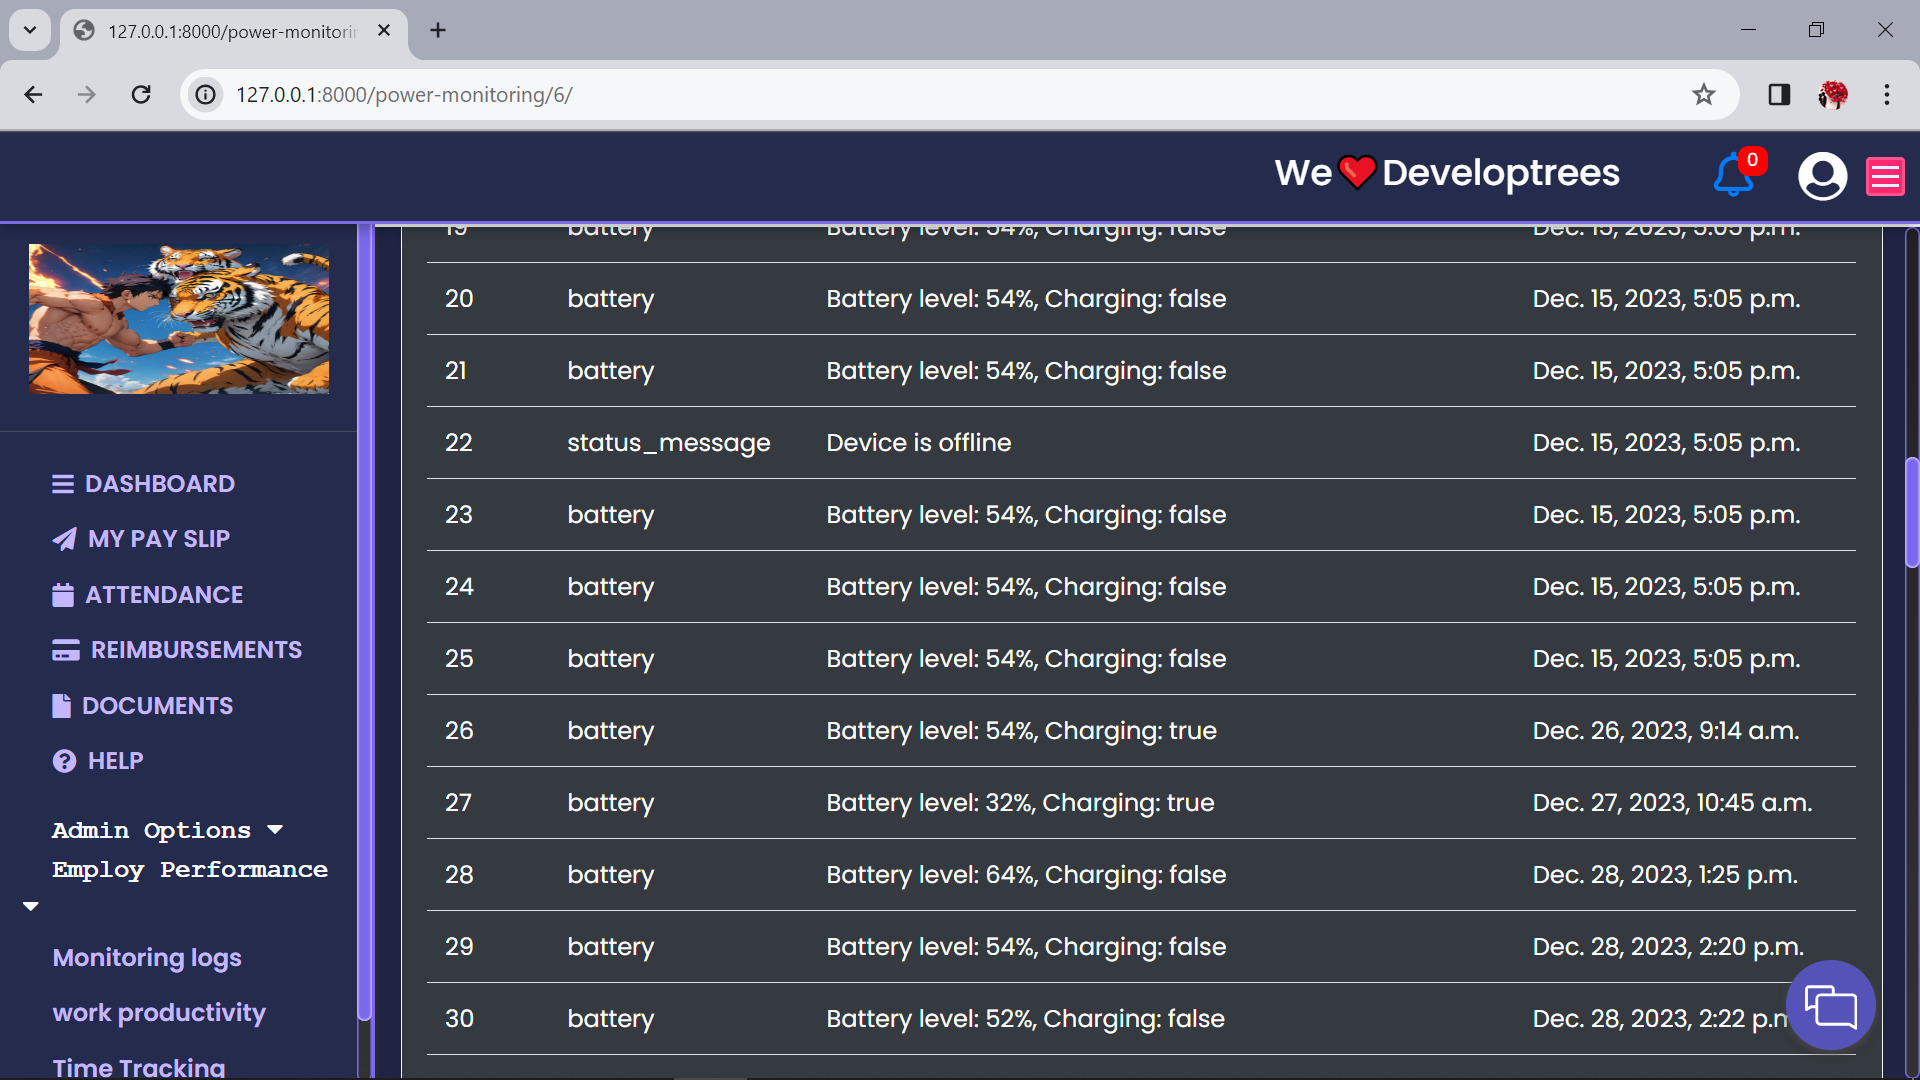 127.0.0.1:8000/power-monitorin
127.0.0.1:8000/power-monitoring/6/
We ❤ Developtrees
0
DASHBOARD
MY PAY SLIP
ATTENDANCE
REIMBURSEMENTS
DOCUMENTS
HELP
Admin Options
Employ Performance
Monitoring logs
work productivity
Time Tracking
19 battery Battery level: 54%, Charging: false Dec. 15, 2023, 5:05 p.m.
20 battery Battery level: 54%, Charging: false Dec. 15, 2023, 5:05 p.m.
21 battery Battery level: 54%, Charging: false Dec. 15, 2023, 5:05 p.m.
22 status_message Device is offline Dec. 15, 2023, 5:05 p.m.
23 battery Battery level: 54%, Charging: false Dec. 15, 2023, 5:05 p.m.
24 battery Battery level: 54%, Charging: false Dec. 15, 2023, 5:05 p.m.
25 battery Battery level: 54%, Charging: false Dec. 15, 2023, 5:05 p.m.
26 battery Battery level: 54%, Charging: true Dec. 26, 2023, 9:14 a.m.
27 battery Battery level: 32%, Charging: true Dec. 27, 2023, 10:45 a.m.
28 battery Battery level: 64%, Charging: false Dec. 28, 2023, 1:25 p.m.
29 battery Battery level: 54%, Charging: false Dec. 28, 2023, 2:20 p.m.
30 battery Battery level: 52%, Charging: false Dec. 28, 2023, 2:22 p.m